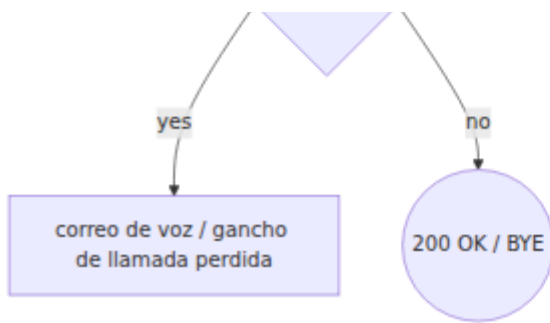 yes
no
correo de voz / gancho
de llamada perdida
200 OK / BYE